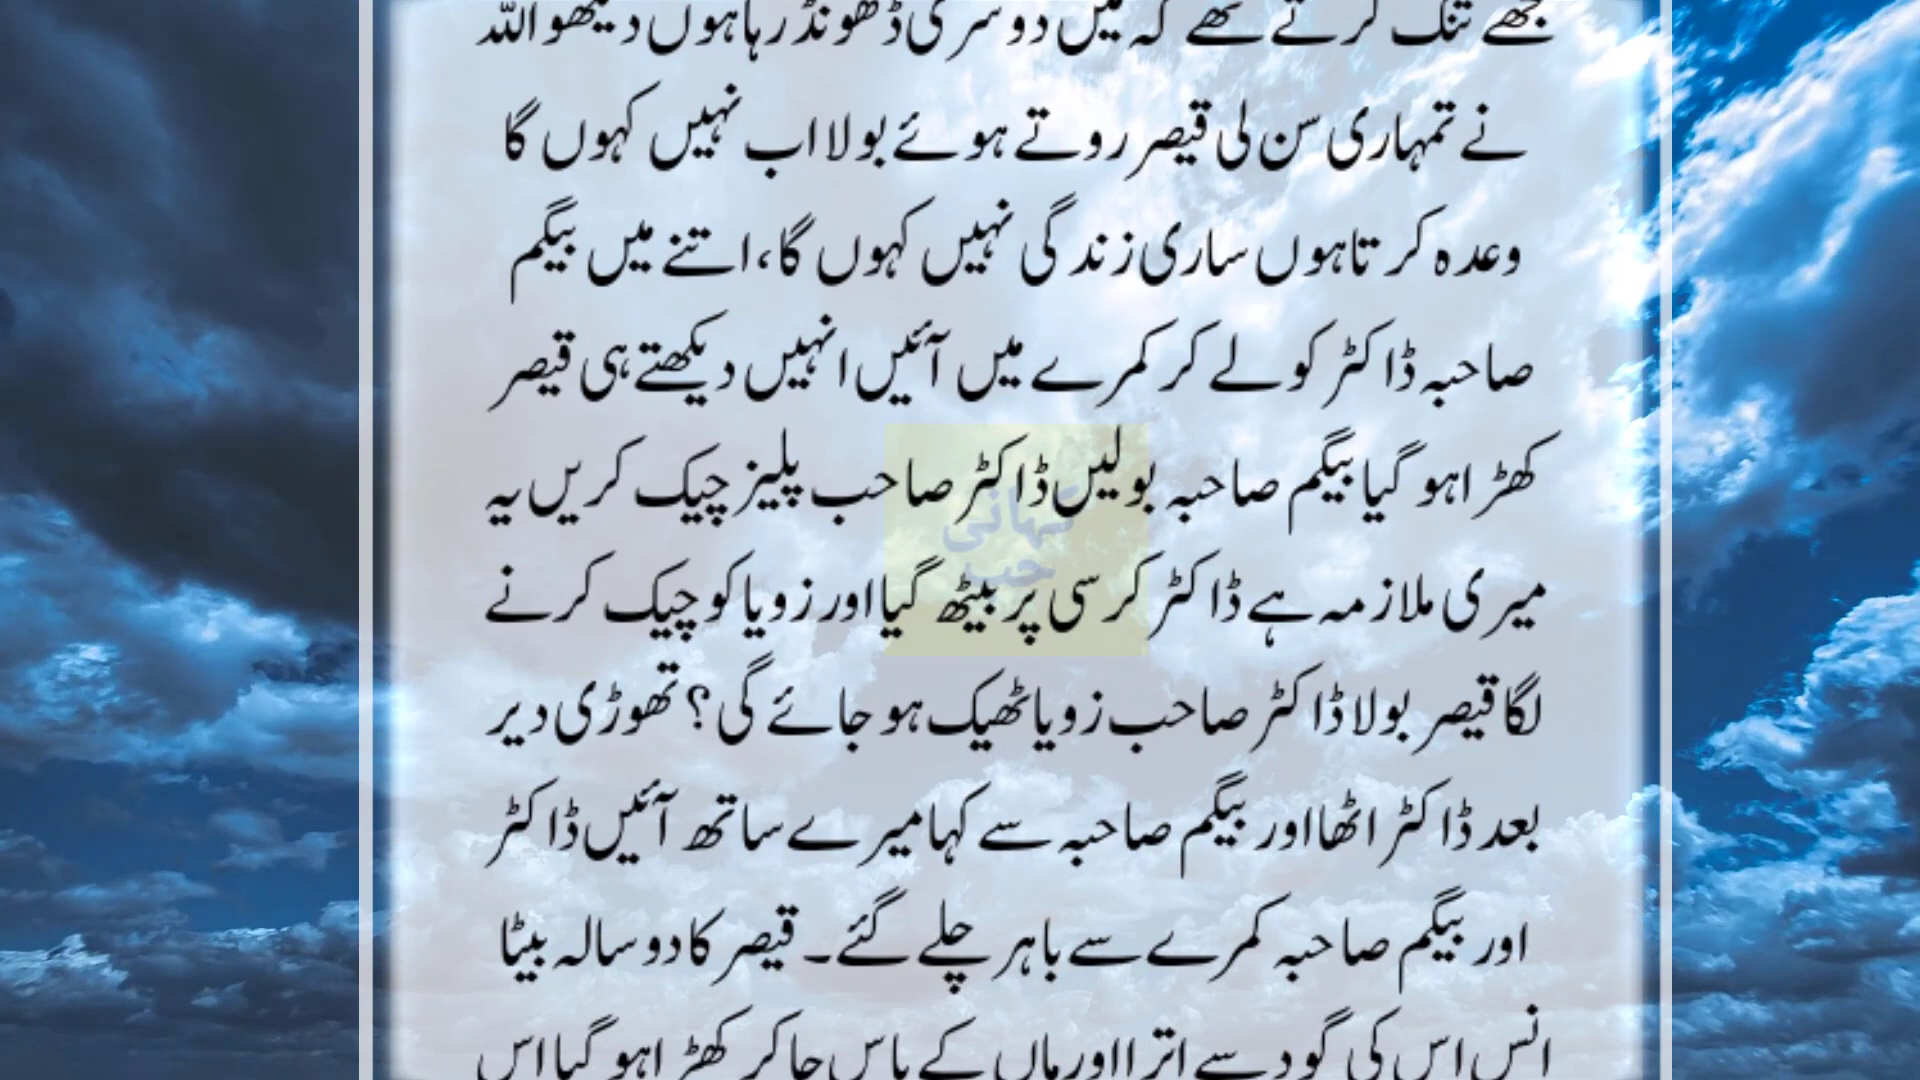 مجھے تنگ کرتے تھے کہ میں دوسری ڈھونڈ رہا ہوں دیکھو اللہ
نے تمہاری سن لی قیصر روتے ہوئے بولا اب نہیں کہوں گا
وعدہ کرتا ہوں ساری زندگی نہیں کہوں گا، اتنے میں بیگم
صاحبہ ڈاکٹر کو لے کر کمرے میں آئیں انہیں دیکھتے ہی قیصر
کھڑا ہو گیا بیگم صاحبہ بولیں ڈاکٹر صاحب پلیز چیک کریں یہ
میری ملازمہ ہے ڈاکٹر کرسی پر بیٹھ گیا اور زویا کو چیک کرنے
لگا قیصر بولا ڈاکٹر صاحب زویا ٹھیک ہو جائے گی؟ تھوڑی دیر
بعد ڈاکٹر اٹھا اور بیگم صاحبہ سے کہا میرے ساتھ آئیں ڈاکٹر
اور بیگم صاحبہ کمرے سے باہر چلے گئے۔ قیصر کا دو سالہ بیٹا
انس اس کی گود سے اترا اور ماں کے پاس جا کر کھڑا ہو گیا اس
کہانی